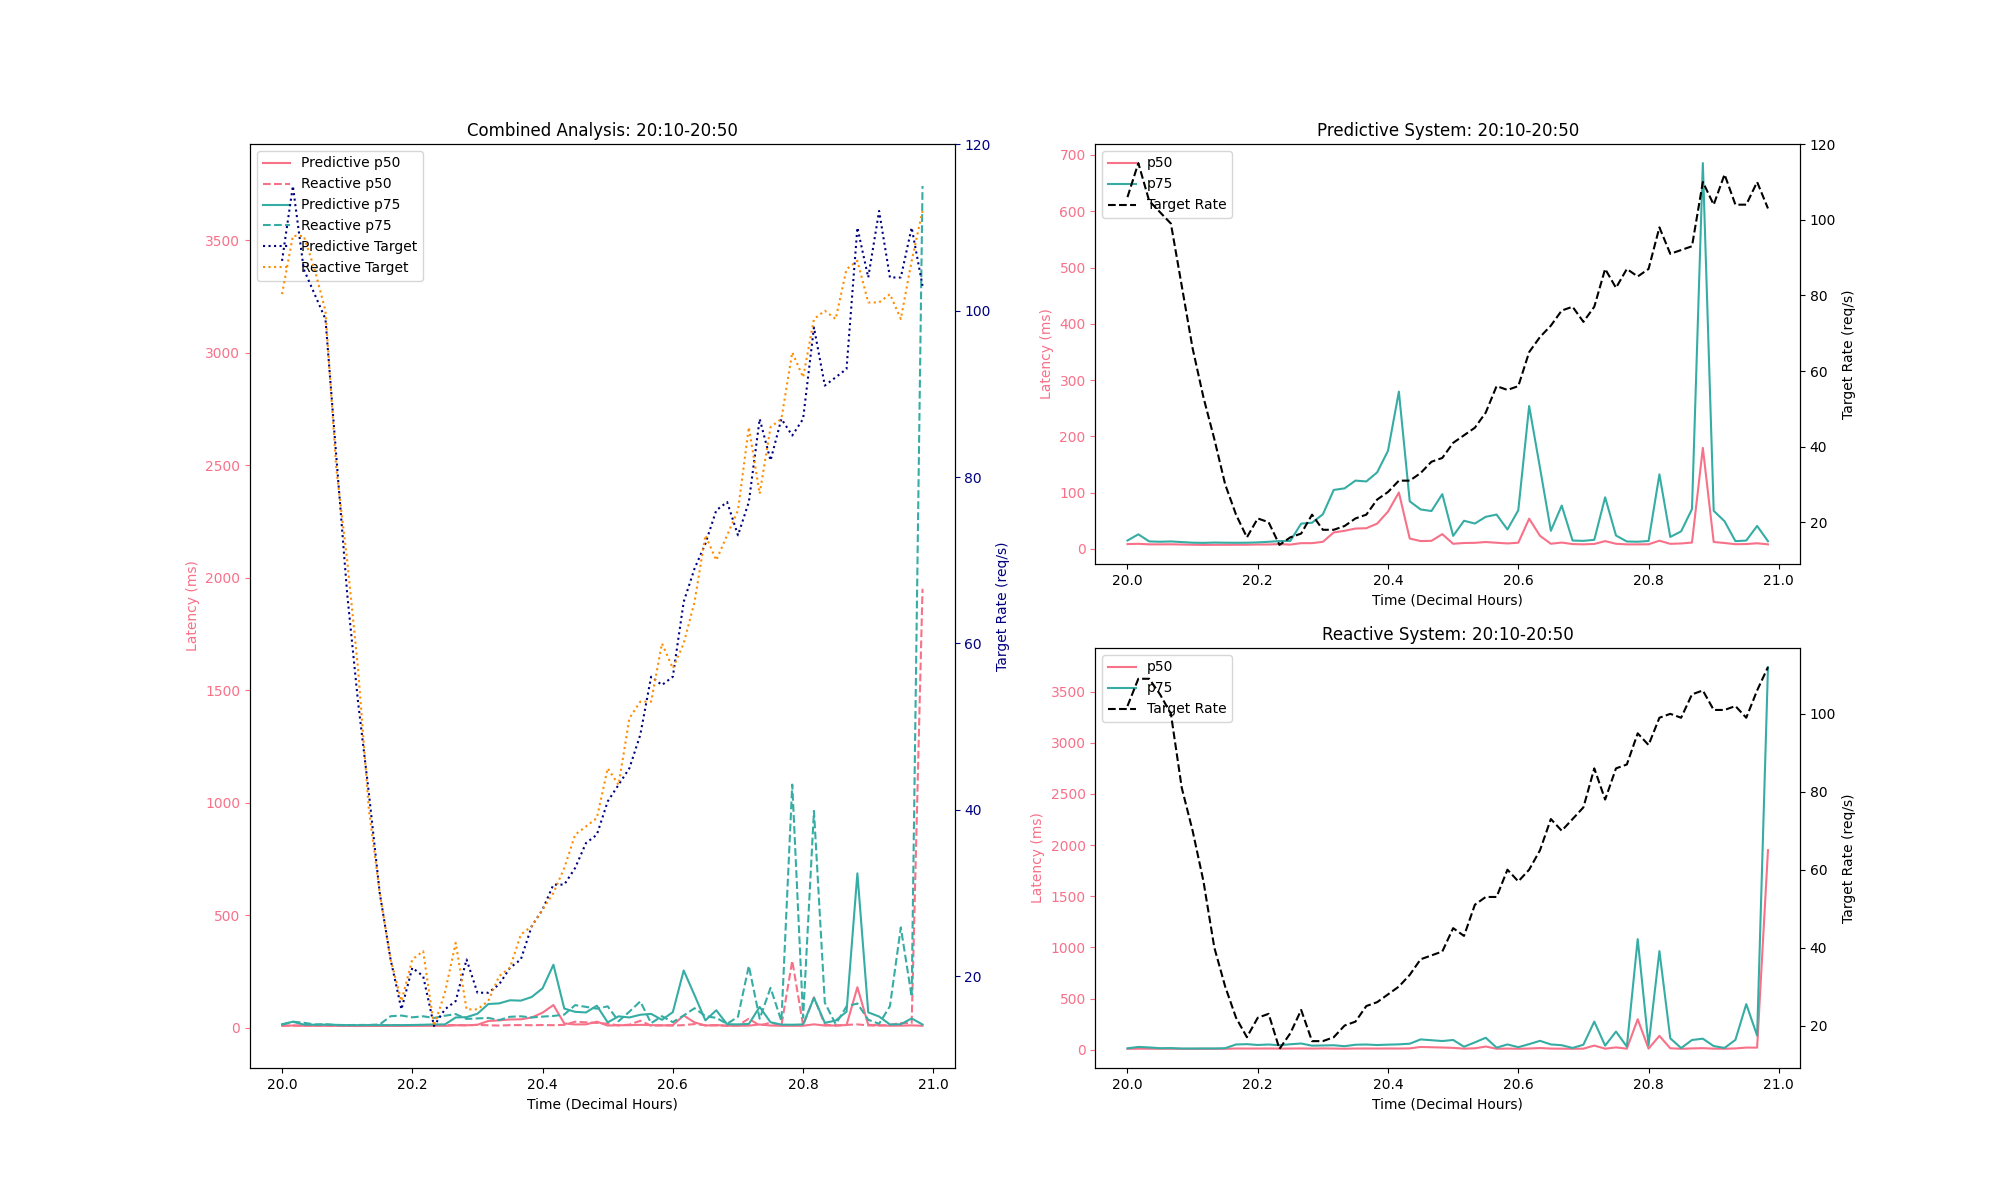 Combined Analysis: 20:10-20:50
Predictive p50
Reactive p50
Predictive p75
Reactive p75
Predictive Target
Reactive Target
Latency (ms)
3500
3000
2500
2000
1500
1000
500
0
120
100
80
60
40
20
Target Rate (req/s)
20.0 20.2 20.4 20.6 20.8 21.0
Time (Decimal Hours)
Predictive System: 20:10-20:50
p50
p75
Target Rate
Latency (ms)
700
600
500
400
300
200
100
0
120
100
80
60
40
20
Target Rate (req/s)
20.0 20.2 20.4 20.6 20.8 21.0
Time (Decimal Hours)
Reactive System: 20:10-20:50
p50
p75
Target Rate
Latency (ms)
3500
3000
2500
2000
1500
1000
500
0
100
80
60
40
20
Target Rate (req/s)
20.0 20.2 20.4 20.6 20.8 21.0
Time (Decimal Hours)